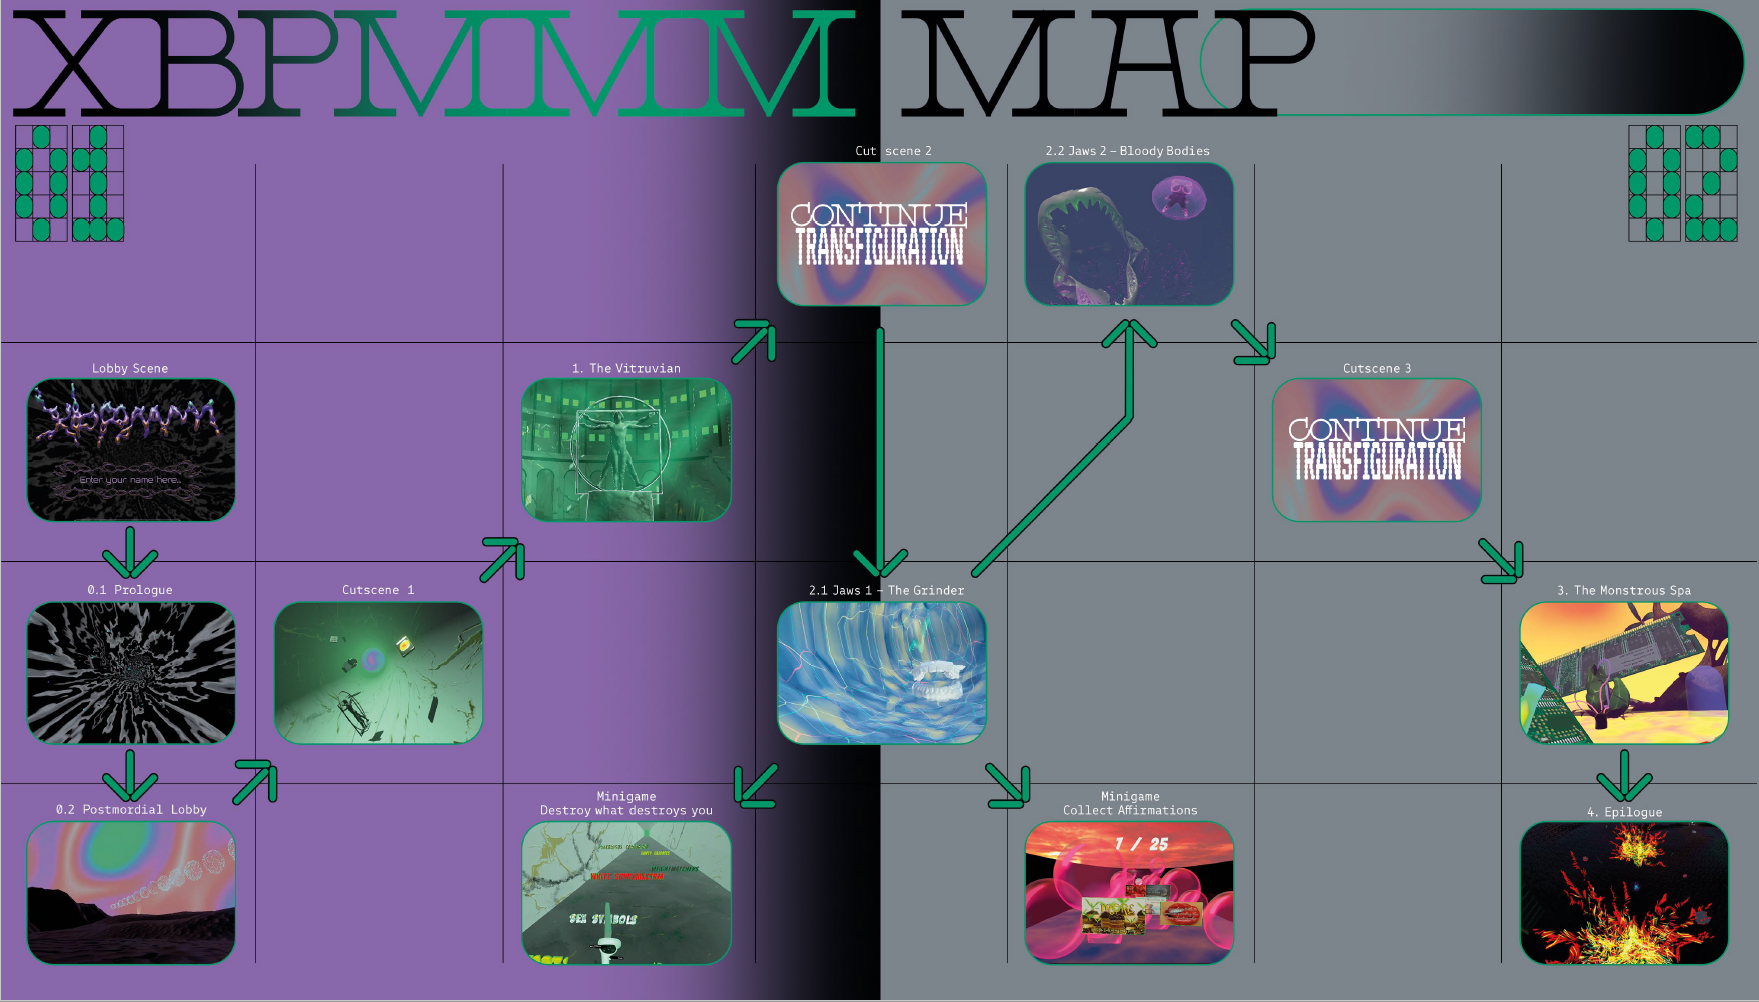 XBPMMM MAP
01
02
Cut scene 2
CONTINUE
TRANSFIGURATION
2.2 Jaws 2 – Bloody Bodies
Lobby Scene
XBPMMM
Enter your name here...
1. The Vitruvian
Cutscene 3
CONTINUE
TRANSFIGURATION
0.1 Prologue
Cutscene 1
2.1 Jaws 1 – The Grinder
3. The Monstrous Spa
0.2 Postmordial Lobby
Minigame
Destroy what destroys you
SEX SYMBOLS
Minigame
Collect Affirmations
1 / 25
4. Epilogue